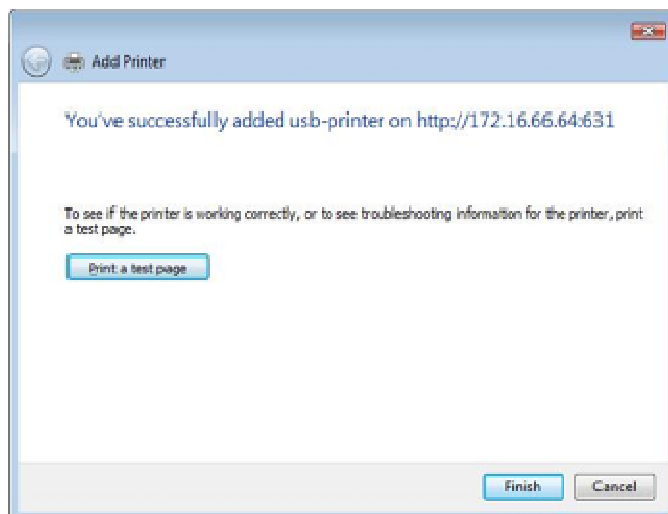 Add Printer
You've successfully added usb-printer on http://172.16.66.64:631
To see if the printer is working correctly, or to see troubleshooting information for the printer, print
a test page.
Print a test page
Finish Cancel